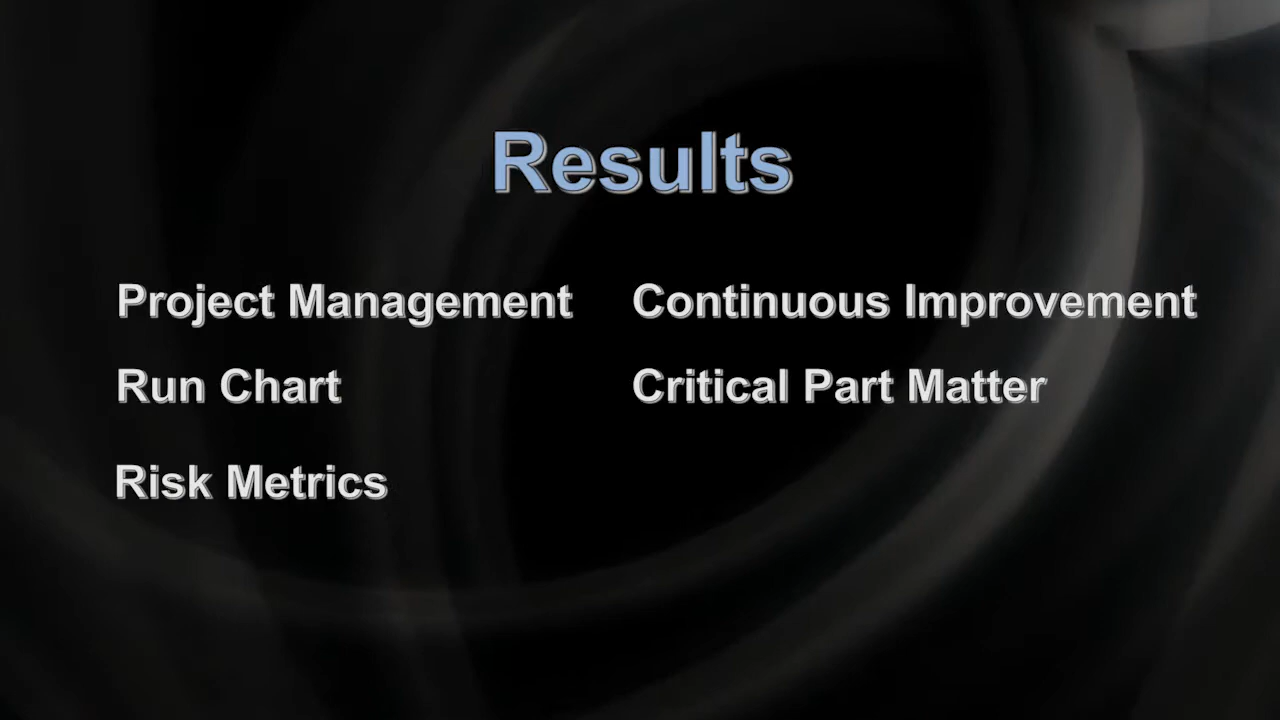 Results
Project Management
Run Chart
Risk Metrics
Continuous Improvement
Critical Part Matter